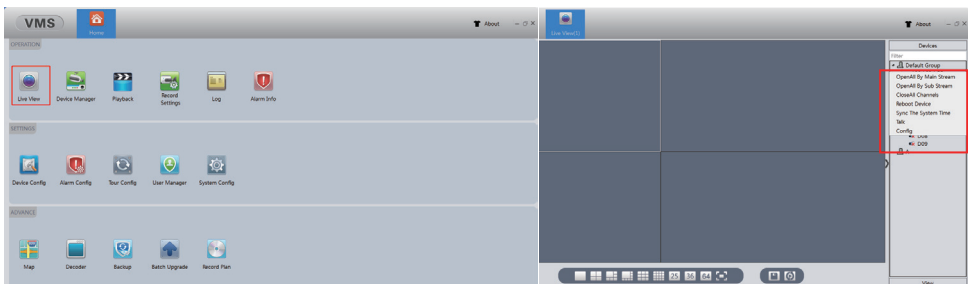 VMS
Home
About
OPERATION
Live View
Device Manager
Playback
Record
Settings
Log
Alarm Info
SETTINGS
Device Config
Alarm Config
Tour Config
User Manager
System Config
ADVANCE
Map
Decoder
Backup
Batch Upgrade
Record Plan
Live View(1)
About
Devices
Filter
Default Group
OpenAll By Main Stream
OpenAll By Sub Stream
CloseAll Channels
Reboot Device
Sync The System Time
Talk
Config
D08
D09
25 36 64
View